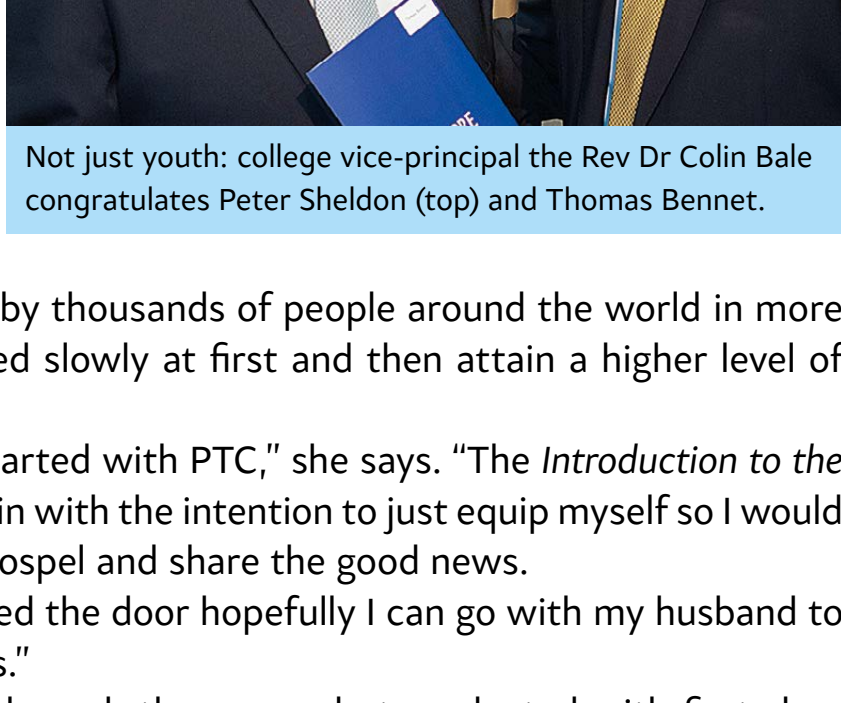 Not just youth: college vice-principal the Rev Dr Colin Bale
congratulates Peter Sheldon (top) and Thomas Bennet.
by thousands of people around the world in more
ed slowly at first and then attain a higher level of
arted with PTC,” she says. “The Introduction to the
in with the intention to just equip myself so I would
ospel and share the good news.
ed the door hopefully I can go with my husband to
s.”